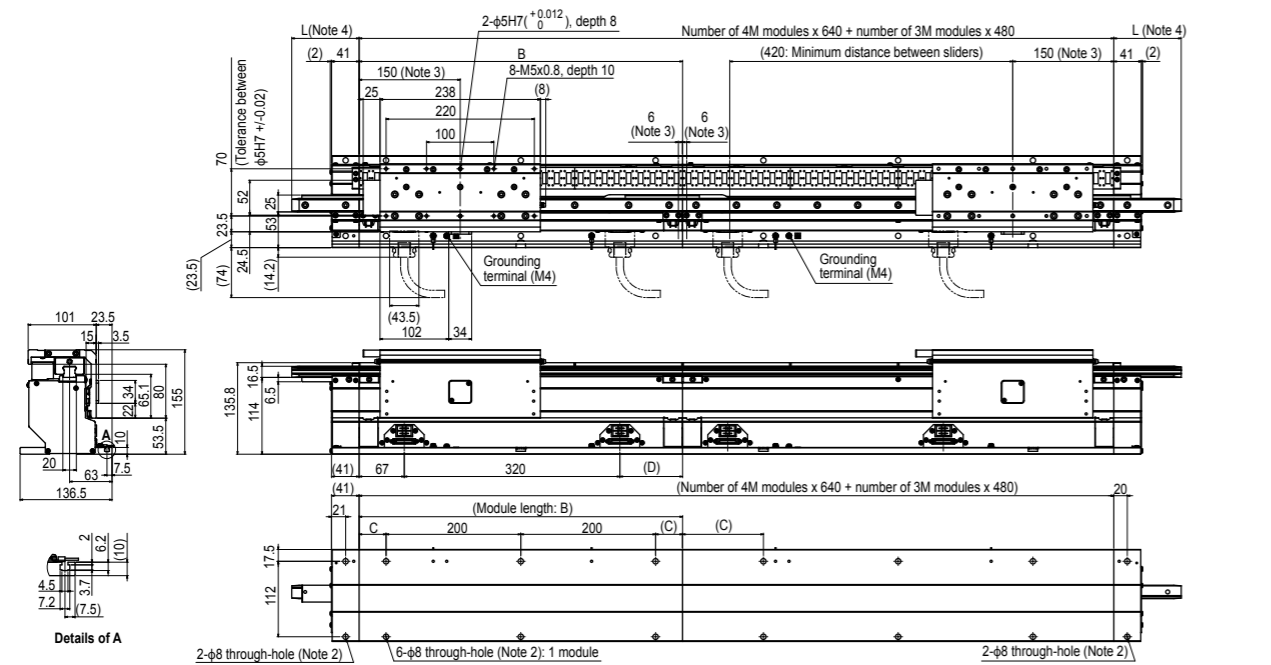 L(Note 4)
2-ϕ5H7( +0.012 0 ), depth 8
Number of 4M modules x 640 + number of 3M modules x 480
L (Note 4)
(2)
41
B
(420: Minimum distance between sliders)
150 (Note 3)
41
(2)
150 (Note 3)
8-M5x0.8, depth 10
25
238
(8)
220
100
6
(Note 3)
6
(Note 3)
(Tolerance between
ϕ5H7 +/-0.02)
70
52
25
53
23.5
24.5
(14.2)
(74)
(23.5)
Grounding
terminal (M4)
Grounding
terminal (M4)
(43.5)
102
34
101
23.5
15
3.5
34
22
65.1
80
155
A
10
53.5
20
63
7.5
136.5
135.8
114
16.5
6.5
(41)
67
320
(D)
(41)
(Number of 4M modules x 640 + number of 3M modules x 480)
20
21
(Module length: B)
C
200
200
(C)
(C)
17.5
112
2
6.2
(10)
4.5
3.7
7.2
(7.5)
Details of A
2-ϕ8 through-hole (Note 2)
6-ϕ8 through-hole (Note 2): 1 module
2-ϕ8 through-hole (Note 2)